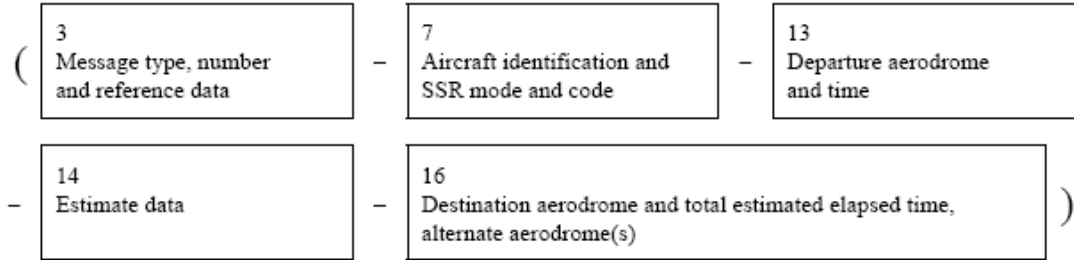 ( 3 – 7 – 13
Message type, number Aircraft identification and Departure aerodrome
and reference data SSR mode and code and time
– 14 – 16 )
Estimate data Destination aerodrome and total estimated elapsed time,
alternate aerodrome(s)